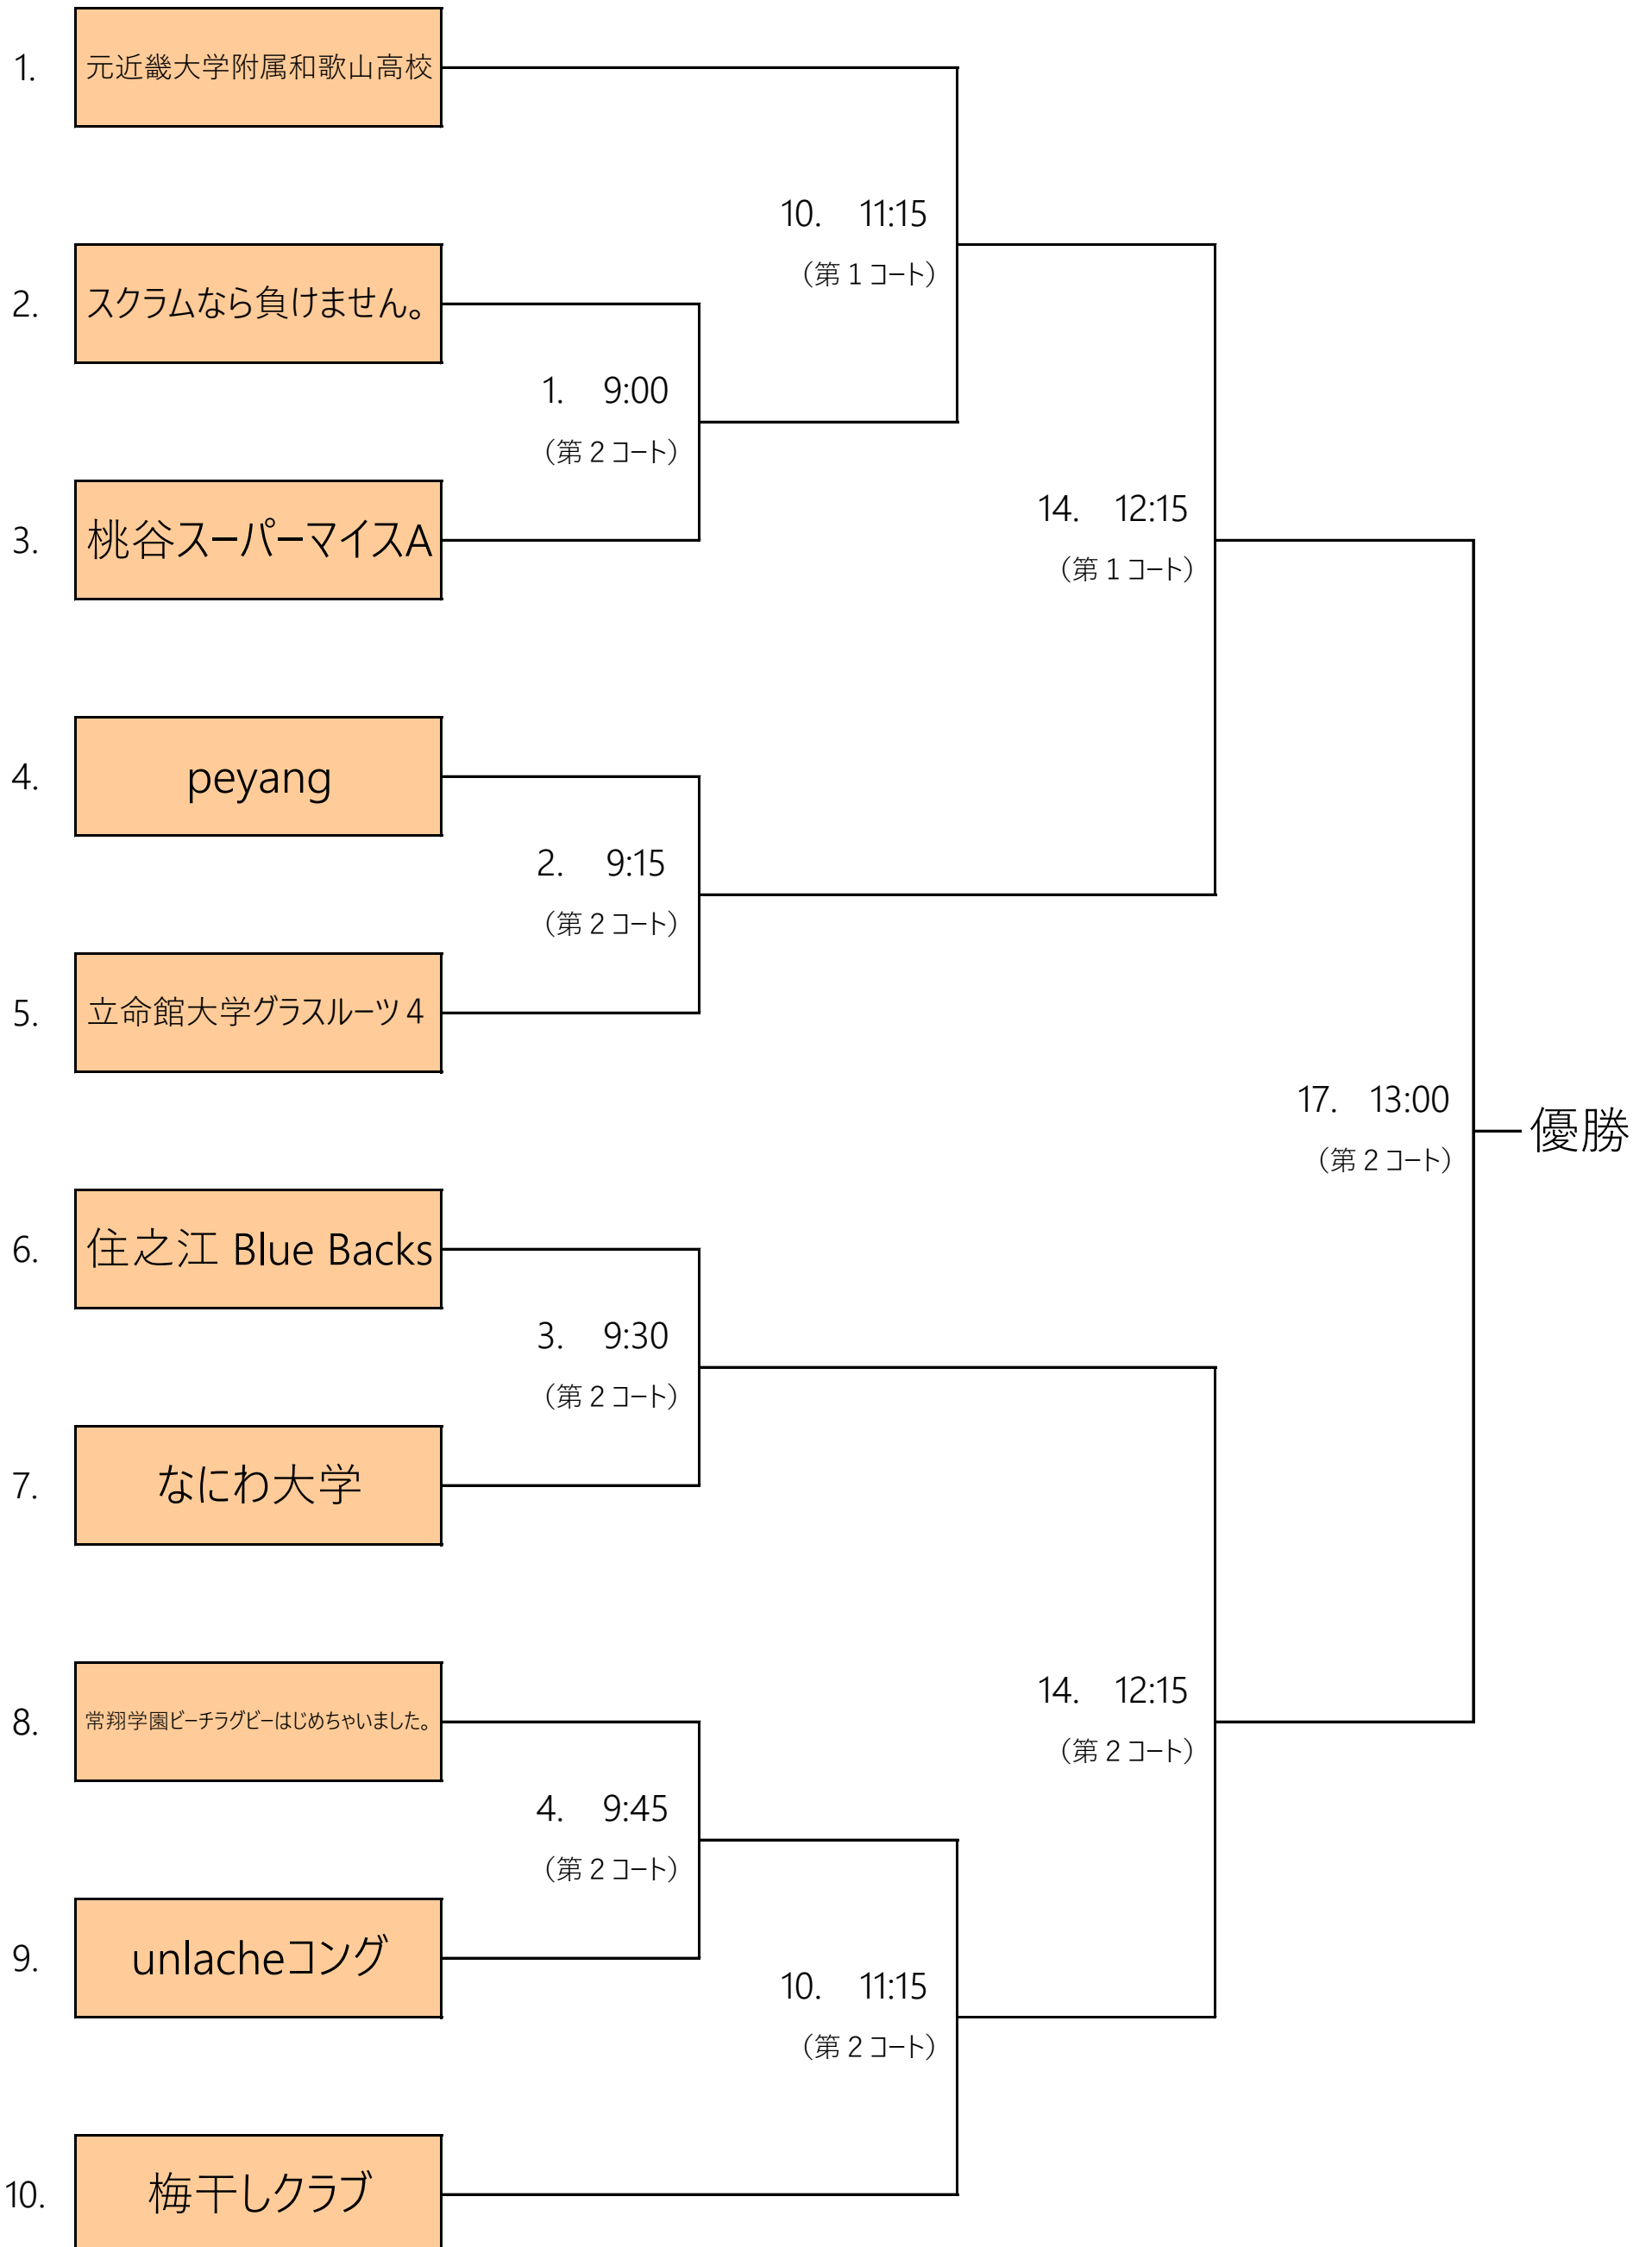 1. 元近畿大学附属和歌山高校
10. 11:15
（第１コート）
2. スクラムなら負けません。
1. 9:00
（第２コート）
3. 桃谷スーパーマイスA
14. 12:15
（第１コート）
4. peyang
2. 9:15
（第２コート）
5. 立命館大学グラスルーツ４
17. 13:00
（第２コート）
優勝
6. 住之江 Blue Backs
3. 9:30
（第２コート）
7. なにわ大学
8. 常翔学園ビーチラグビーはじめちゃいました。
14. 12:15
（第２コート）
4. 9:45
（第２コート）
9. unlacheコング
10. 11:15
（第２コート）
10. 梅干しクラブ